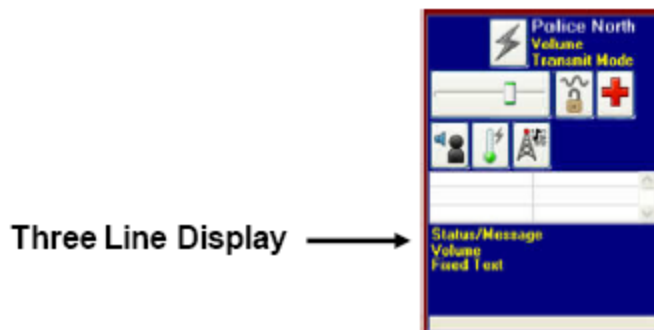 Police North
Volume
Transmit Mode
Three Line Display
Status/Message
Volume
Fixed Text